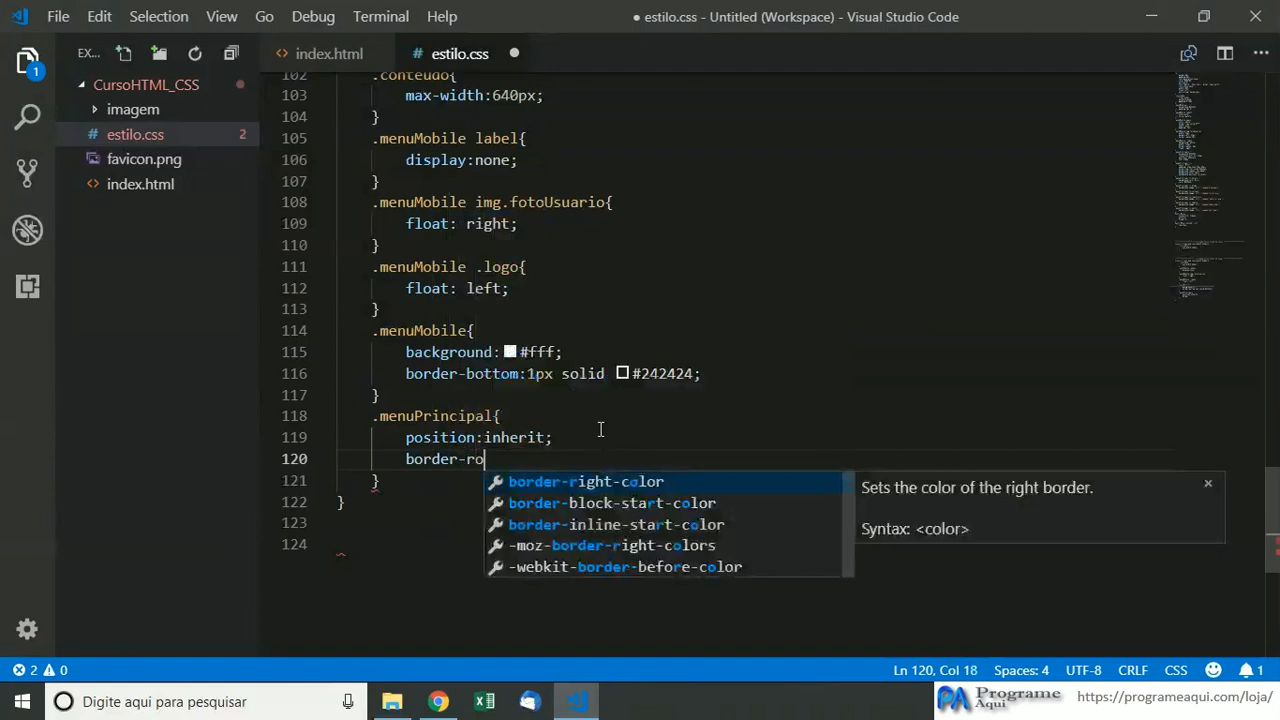 File Edit Selection View Go Debug Terminal Help
● estilo.css - Untitled (Workspace) - Visual Studio Code
1
EX...
CursoHTML_CSS
imagem
# estilo.css 2
favicon.png
<> index.html
<> index.html
# estilo.css
102 .conteudo{
103 max-width:640px;
104 }
105 .menuMobile label{
106 display:none;
107 }
108 .menuMobile img.fotoUsuario{
109 float: right;
110 }
111 .menuMobile .logo{
112 float: left;
113 }
114 .menuMobile{
115 background: #fff;
116 border-bottom:1px solid #242424;
117 }
118 .menuPrincipal{
119 position:inherit;
120 border-ro
121 }
122 }
123
124
border-right-color
border-block-start-color
border-inline-start-color
-moz-border-right-colors
-webkit-border-before-color
Sets the color of the right border.
Syntax: <color>
2 0
Ln 120, Col 18 Spaces: 4 UTF-8 CRLF CSS 1
Digite aqui para pesquisar
PA Programe Aqui
https://programeaqui.com/loja/